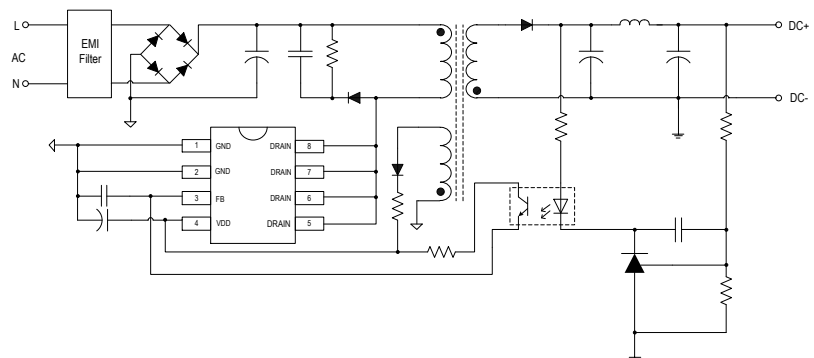 L
AC
N
EMI
Filter
DC+
DC-
1 GND DRAIN 8
2 GND DRAIN 7
3 FB DRAIN 6
4 VDD DRAIN 5